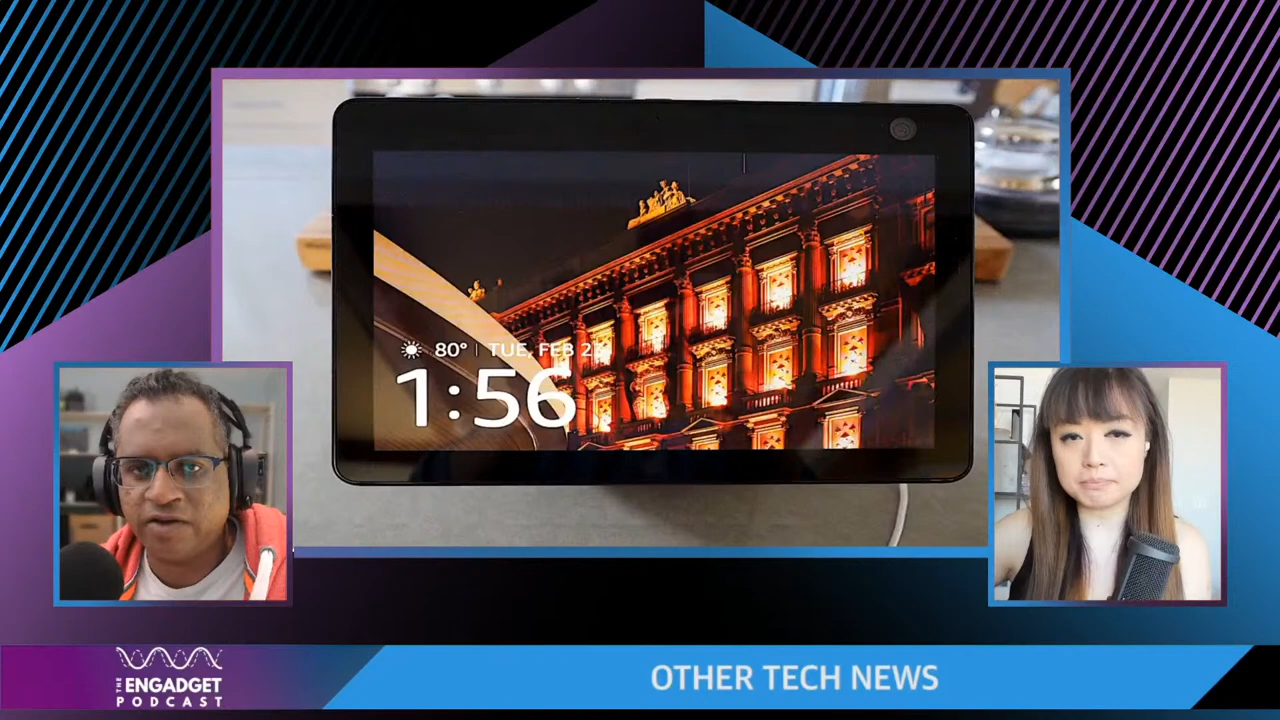 80° | TUE, FEB 2
1:56
THE
ENGADGET
PODCAST
OTHER TECH NEWS